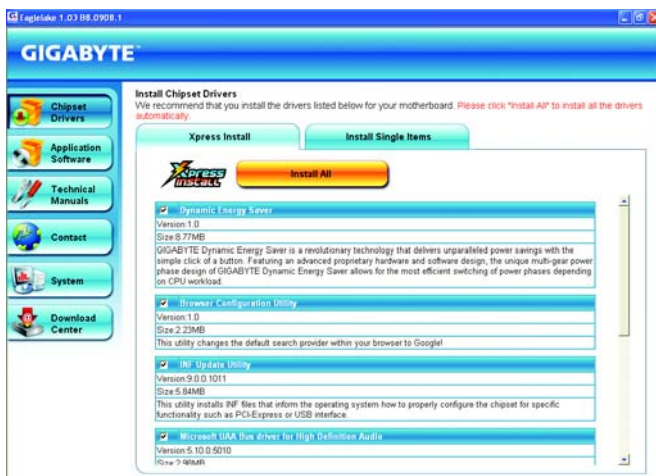 Eaglelake 1.03 B8.0908.1
GIGABYTE™
Chipset
Drivers
Application
Software
Technical
Manuals
Contact
System
Download
Center
Install Chipset Drivers
We recommend that you install the drivers listed below for your motherboard. Please click "Install All" to install all the drivers
automatically.
Xpress Install
Install Single Items
Xpress
Install
Install All
Dynamic Energy Saver
Version:1.0
Size:8.77MB
GIGABYTE Dynamic Energy Saver is a revolutionary technology that delivers unparalleled power savings with the
simple click of a button. Featuring an advanced proprietary hardware and software design, the unique multi-gear power
phase design of GIGABYTE Dynamic Energy Saver allows for the most efficient switching of power phases depending
on CPU workload.
Browser Configuration Utility
Version:1.0
Size:2.23MB
This utility changes the default search provider within your browser to Google!
INF Update Utility
Version:9.0.0.1011
Size:5.84MB
This utility installs INF files that inform the operating system how to properly configure the chipset for specific
functionality such as PCI-Express or USB interface.
Microsoft UAA Bus driver for High Definition Audio
Version:5.10.0.5010
Size:2.98MB